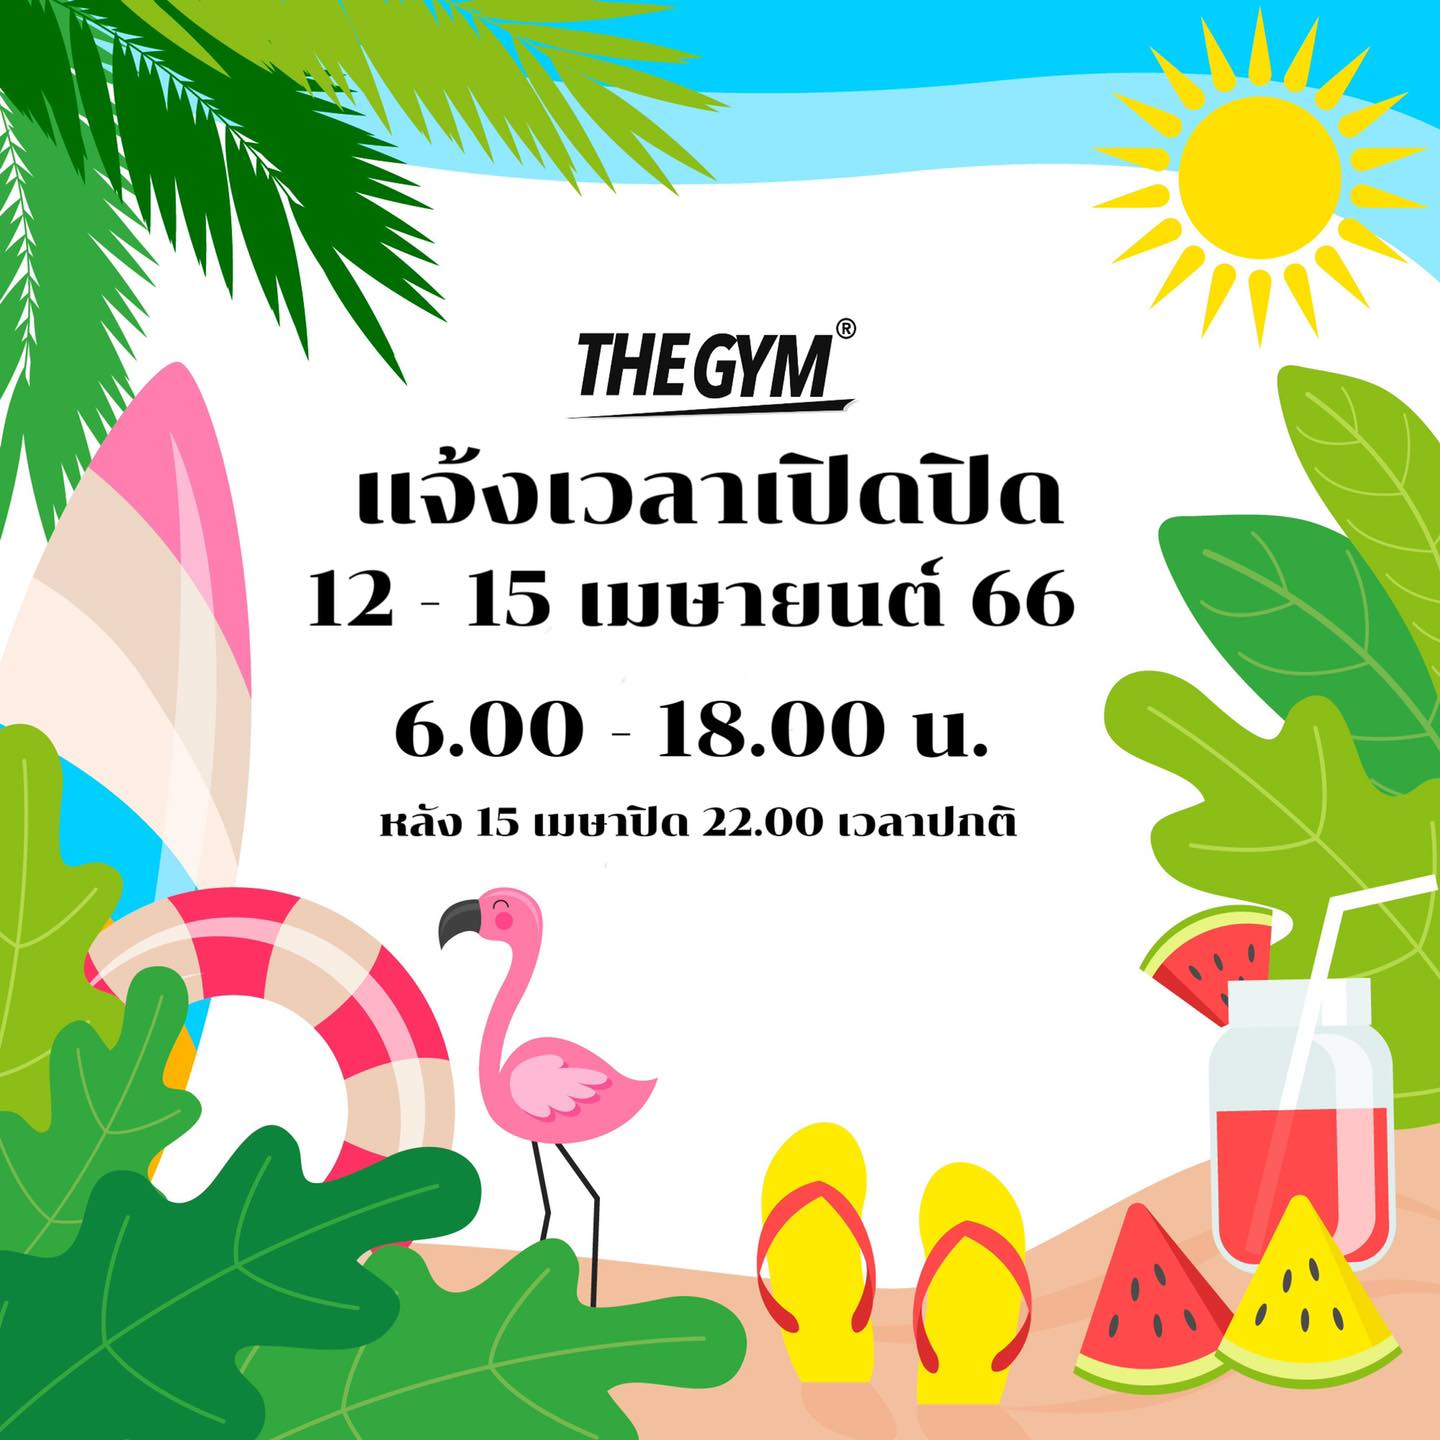 THE GYM®
แจ้งเวลาเปิดปิด
12 - 15 เมษายนต์ 66
6.00 - 18.00 น.
หลัง 15 เมษาปิด 22.00 เวลาปกติ